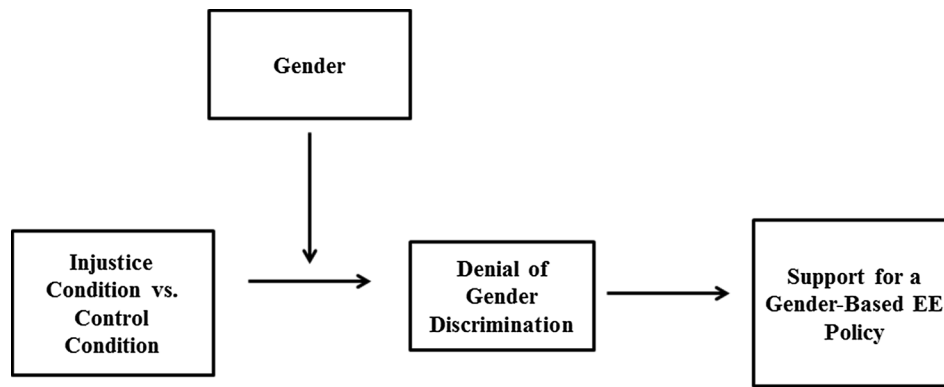 Gender
Injustice
Condition vs.
Control
Condition
Denial of
Gender
Discrimination
Support for a
Gender-Based EE
Policy